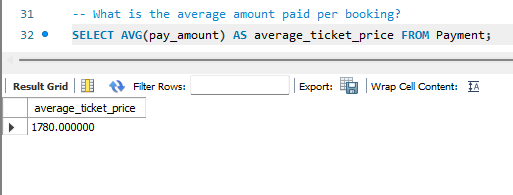 31 -- What is the average amount paid per booking?
32 SELECT AVG(pay_amount) AS average_ticket_price FROM Payment;
Result Grid Filter Rows: Export: Wrap Cell Content: IA
average_ticket_price
1780.000000